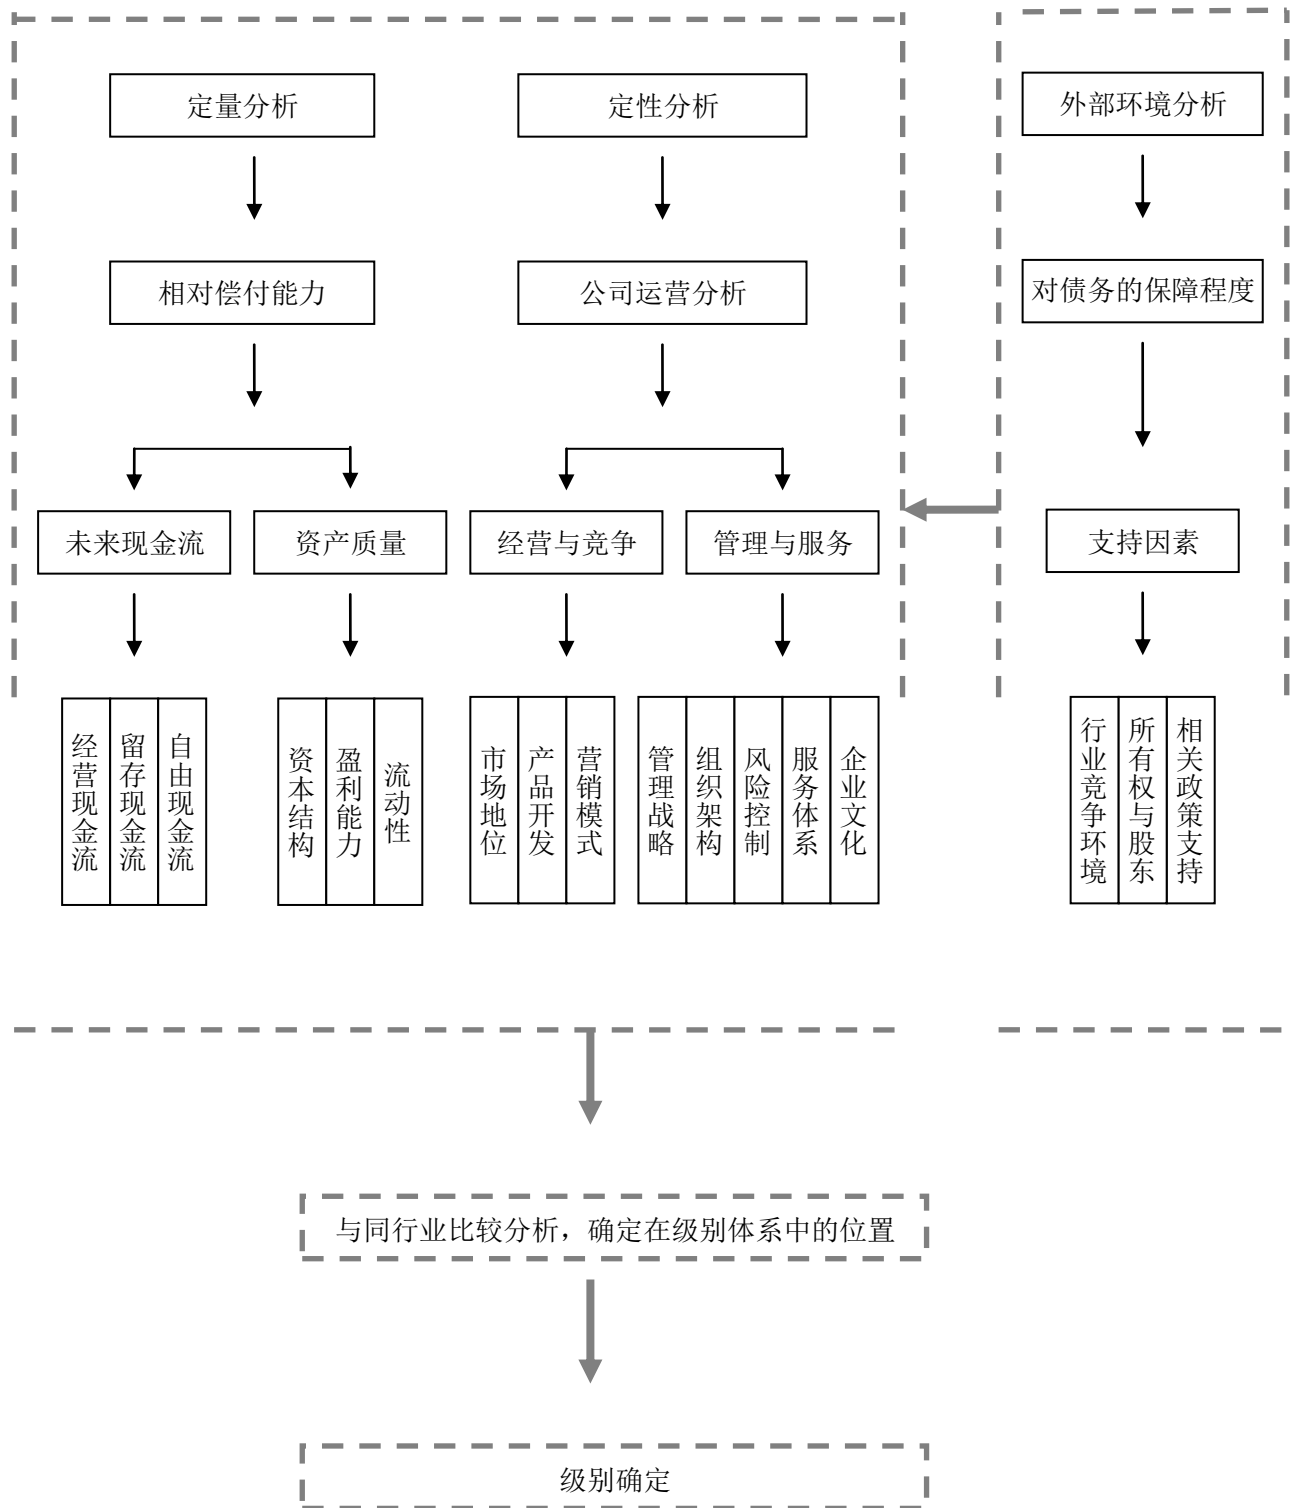 定量分析
定性分析
外部环境分析
相对偿付能力
公司运营分析
对债务的保障程度
未来现金流
资产质量
经营与竞争
管理与服务
支持因素
经营现金流
留存现金流
自由现金流
资本结构
盈利能力
流动性
市场地位
产品开发
营销模式
管理战略
组织架构
风险控制
服务体系
企业文化
行业竞争环境
所有权与股东
相关政策支持
与同行业比较分析，确定在级别体系中的位置
级别确定